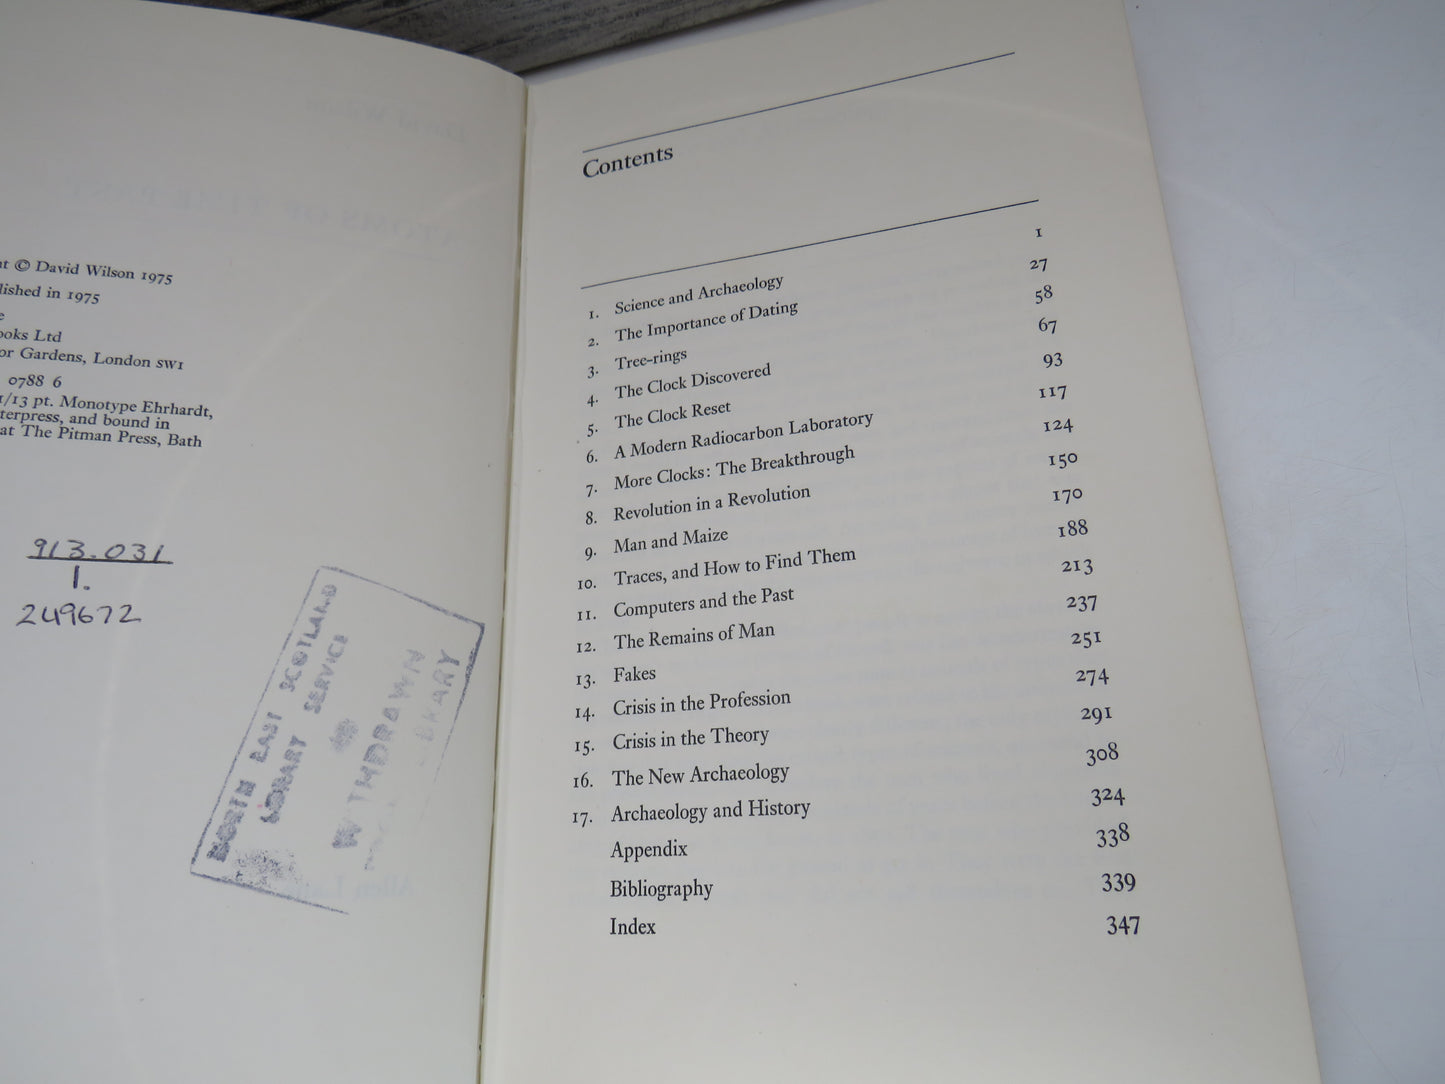 nt © David Wilson 1975
lished in 1975
e
ooks Ltd
or Gardens, London SW1
0788 6
1/13 pt. Monotype Ehrhardt,
terpress, and bound in
at The Pitman Press, Bath
913.031
1.
249672
NORTH EAST SCOTLAND
LIBRARY SERVICE
WITHDRAWN
BRARY
Contents
1. Science and Archaeology 1
2. The Importance of Dating 27
3. Tree-rings 58
4. The Clock Discovered 67
5. The Clock Reset 93
6. A Modern Radiocarbon Laboratory 117
7. More Clocks: The Breakthrough 124
8. Revolution in a Revolution 150
9. Man and Maize 170
10. Traces, and How to Find Them 188
11. Computers and the Past 213
12. The Remains of Man 237
13. Fakes 251
14. Crisis in the Profession 274
15. Crisis in the Theory 291
16. The New Archaeology 308
17. Archaeology and History 324
Appendix 338
Bibliography 339
Index 347